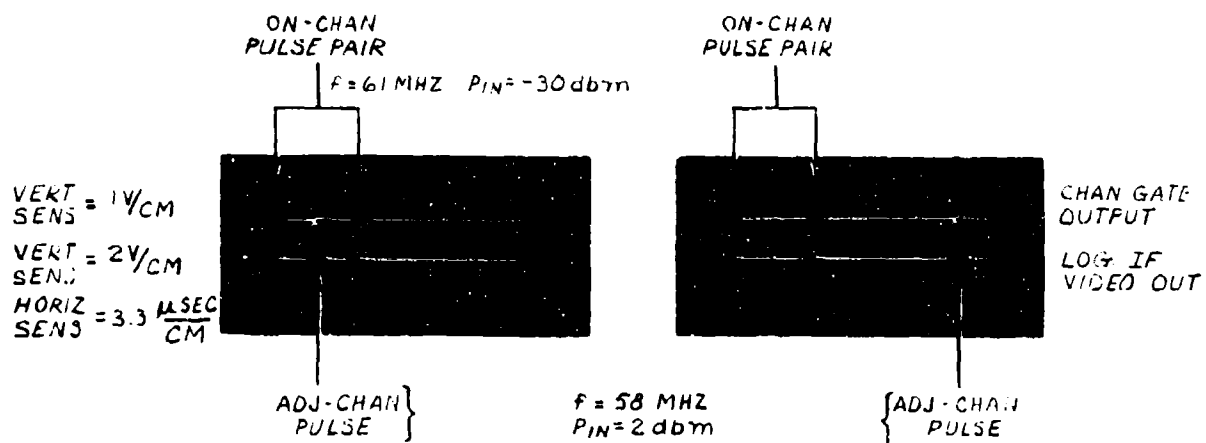 ON-CHAN
PULSE PAIR
f = 61 MHZ PIN = -30 dbm
ON-CHAN
PULSE PAIR
VERT
SENS = 1V/CM
VERT
SENS = 2V/CM
HORIZ
SENS = 3.3 μSEC/CM
CHAN GATE
OUTPUT
LOG IF
VIDEO OUT
ADJ-CHAN
PULSE }
f = 58 MHZ
PIN = 2 dbm
{ ADJ-CHAN
PULSE